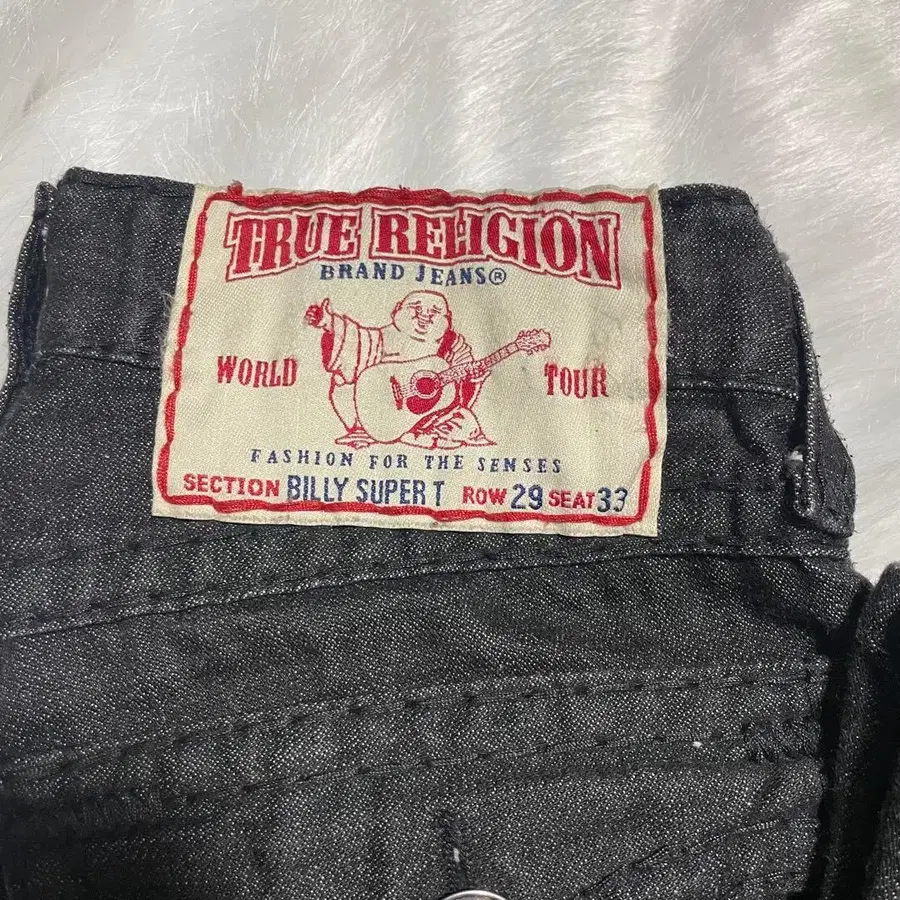 TRUE RELIGION
BRAND JEANS®
WORLD TOUR
FASHION FOR THE SENSES
SECTION BILLY SUPER T ROW 29 SEAT 33